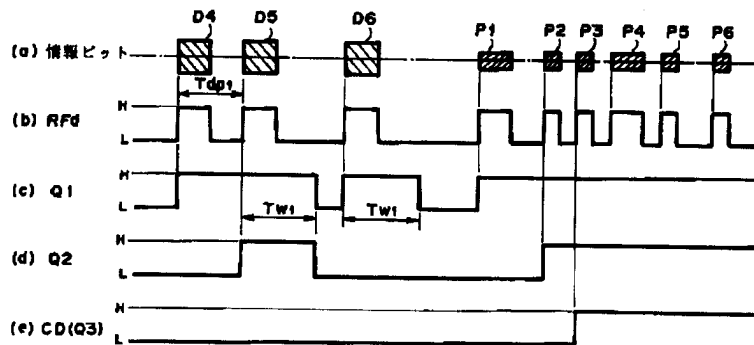 D4 D5 D6 P1 P2 P3 P4 P5 P6
(a) 情報ビット
Tdp1
(b) RFd H L
(c) Q1 H L
Tw1 Tw1
(d) Q2 H L
(e) CD(Q3) H L